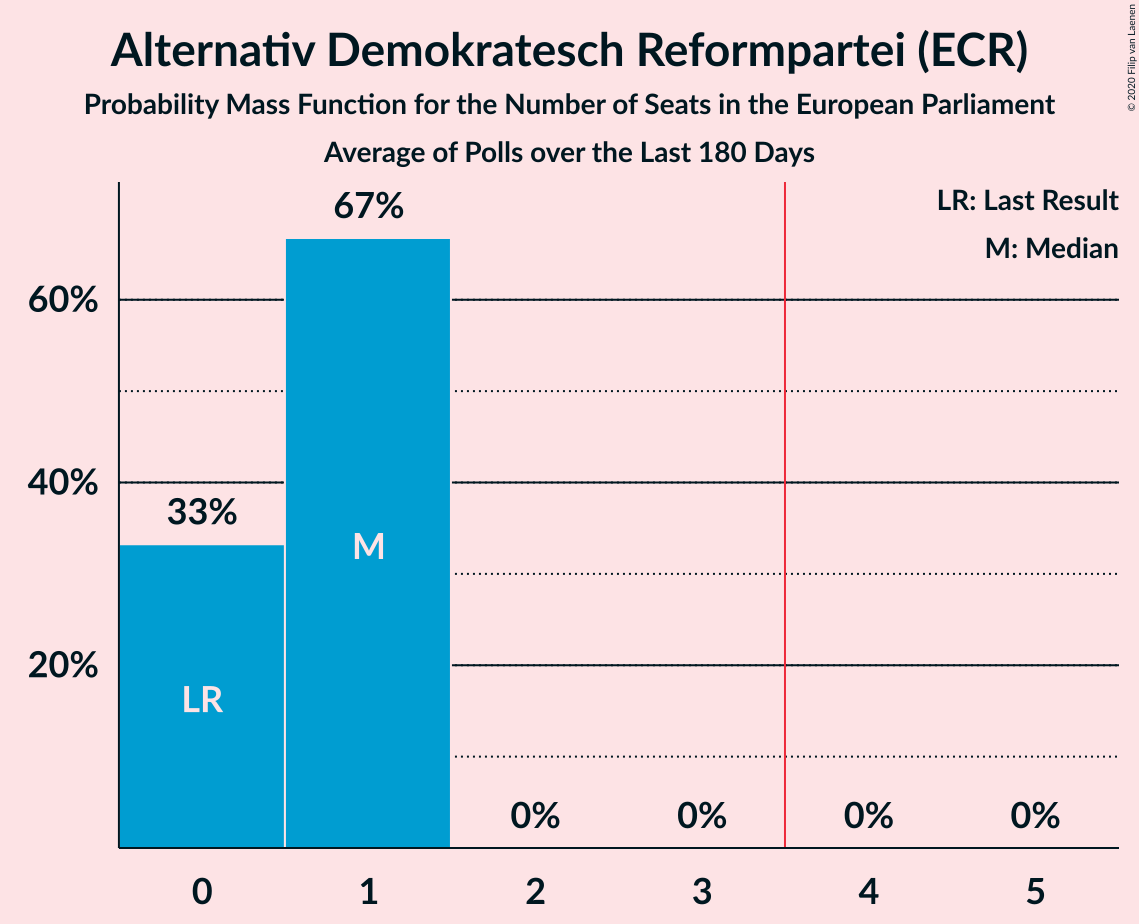 Alternativ Demokratesch Reformpartei (ECR)
Probability Mass Function for the Number of Seats in the European Parliament
Average of Polls over the Last 180 Days
© 2020 Filip van Laenen
LR: Last Result
M: Median
67%
60%
40%
33%
M
20%
LR
0% 0% 0% 0%
0 1 2 3 4 5